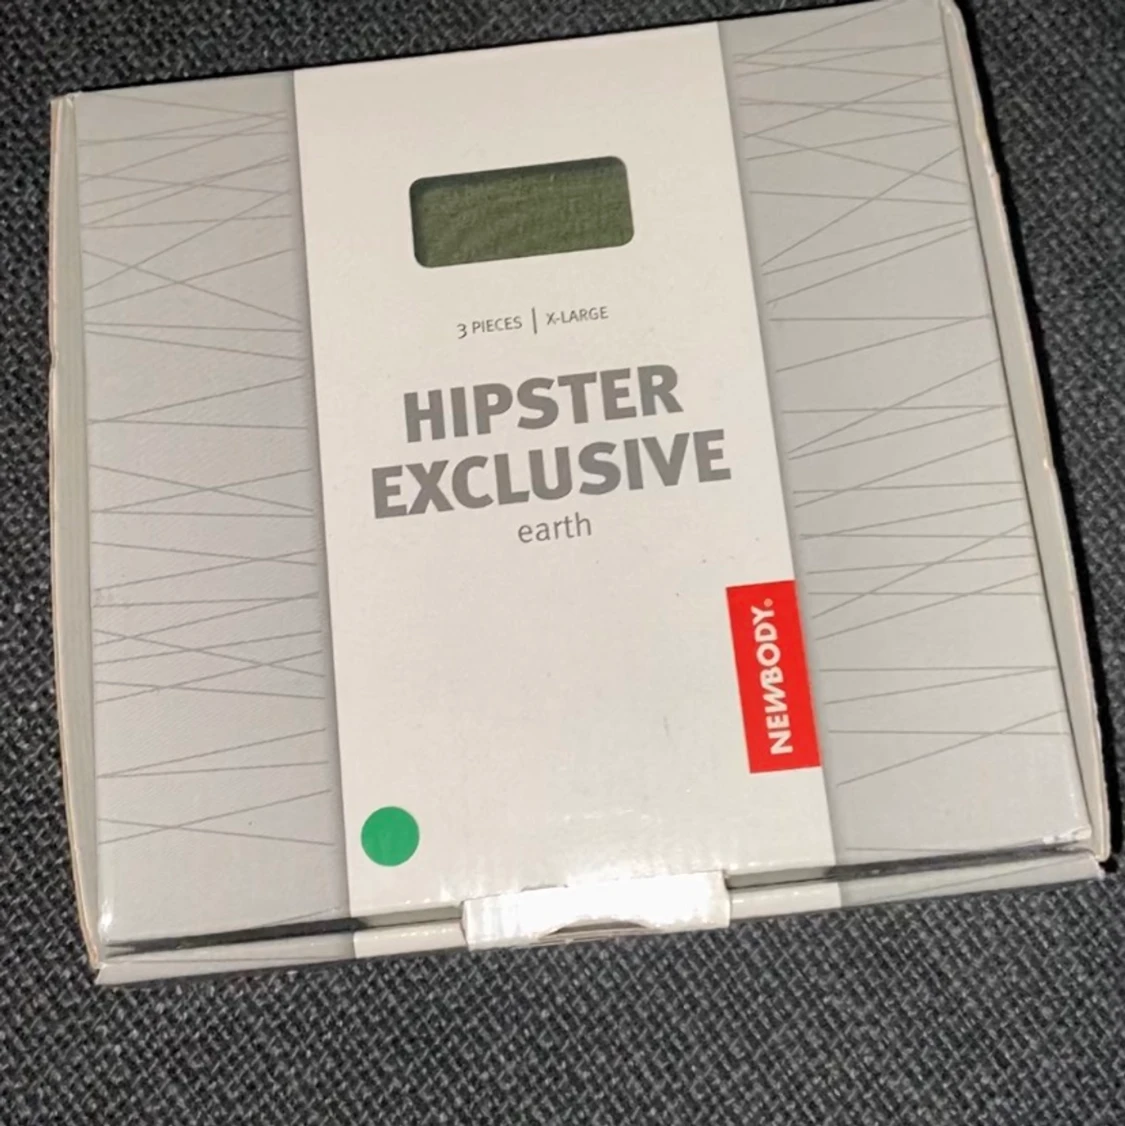 3 PIECES | X-LARGE
HIPSTER
EXCLUSIVE
earth
NEWBODY®